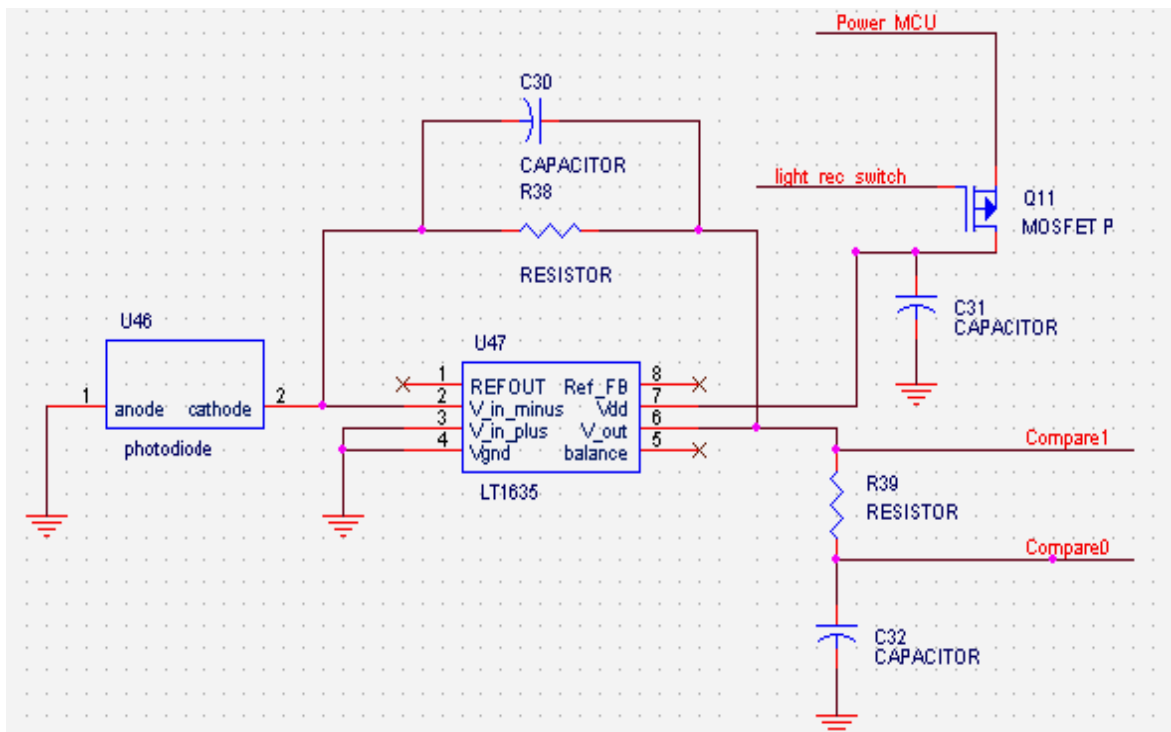 Power MCU
C30
CAPACITOR
R38
light rec switch
Q11
MOSFET P
RESISTOR
C31
CAPACITOR
U46
U47
1 anode cathode 2
photodiode
1 REFOUT Ref_FB 8
2 V_in_minus Vdd 7
3 V_in_plus V_out 6
4 Vgnd balance 5
LT1635
Compare1
R39
RESISTOR
Compare0
C32
CAPACITOR